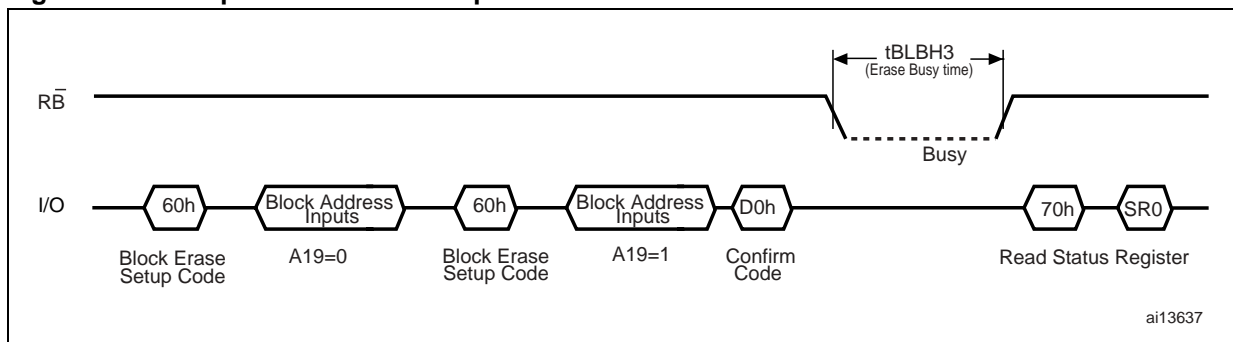 tBLBH3
(Erase Busy time)
RB̅
Busy
I/O
60h
Block Address
Inputs
60h
Block Address
Inputs
D0h
70h
SR0
Block Erase
Setup Code
A19=0
Block Erase
Setup Code
A19=1
Confirm
Code
Read Status Register
ai13637